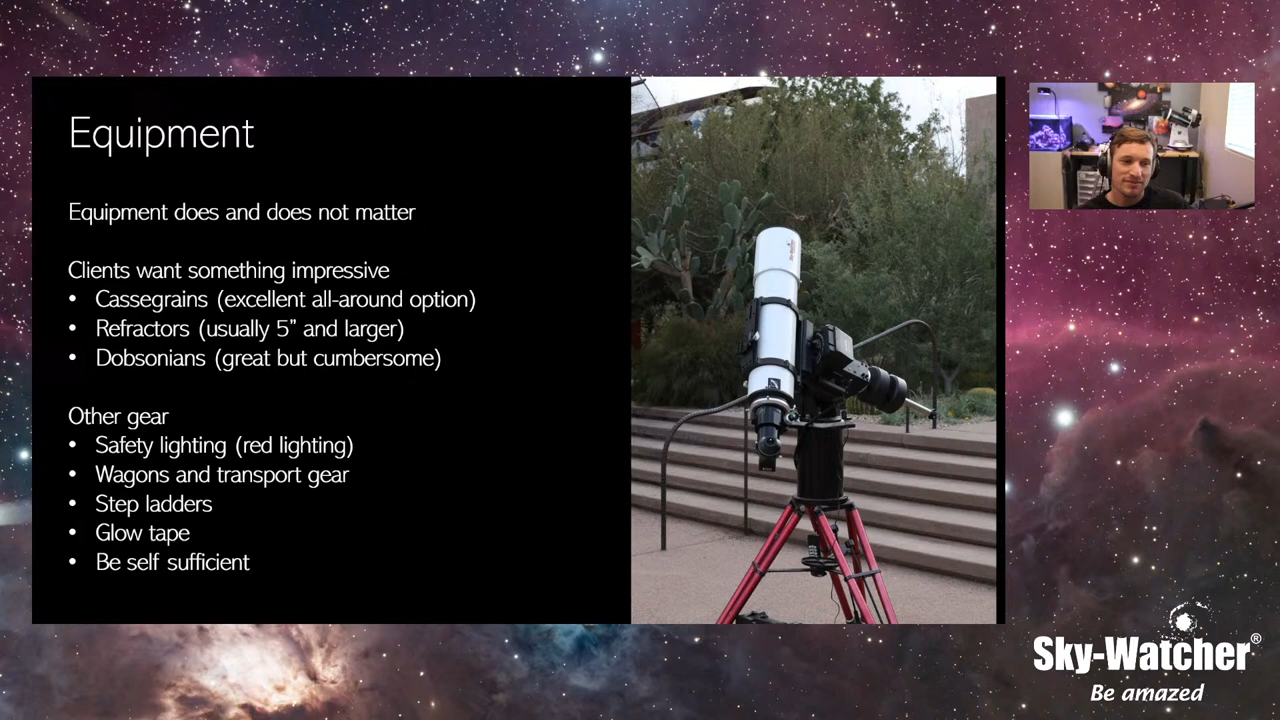 Equipment
Equipment does and does not matter
Clients want something impressive
• Cassegrains (excellent all-around option)
• Refractors (usually 5” and larger)
• Dobsonians (great but cumbersome)
Other gear
• Safety lighting (red lighting)
• Wagons and transport gear
• Step ladders
• Glow tape
• Be self sufficient
Sky-Watcher®
Be amazed